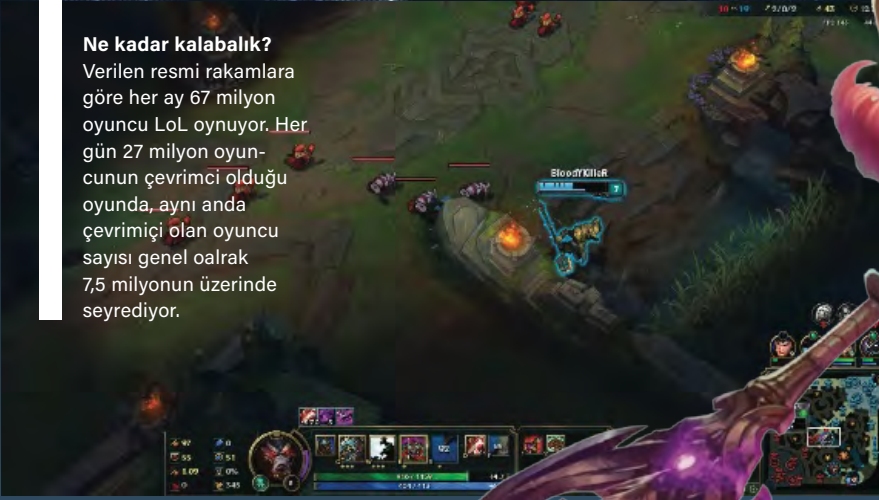 Ne kadar kalabalık?
Verilen resmi rakamlara
göre her ay 67 milyon
oyuncu LoL oynuyor. Her
gün 27 milyon oyun-
cunun çevrimci olduğu
oyunda, aynı anda
çevrimiçi olan oyuncu
sayısı genel oalrak
7,5 milyonun üzerinde
seyrediyor.
BloodYKillaR
7